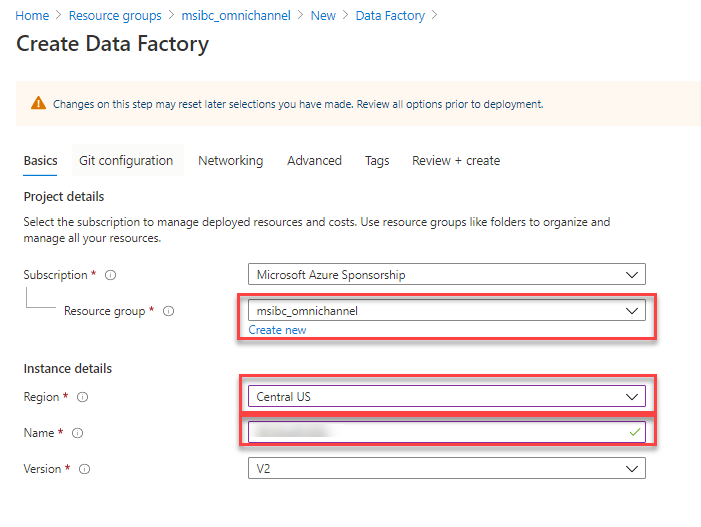 Home > Resource groups > msibc_omnichannel > New > Data Factory >
Create Data Factory
Changes on this step may reset later selections you have made. Review all options prior to deployment.
Basics Git configuration Networking Advanced Tags Review + create
Project details
Select the subscription to manage deployed resources and costs. Use resource groups like folders to organize and
manage all your resources.
Subscription * Microsoft Azure Sponsorship
Resource group * msibc_omnichannel
Create new
Instance details
Region * Central US
Name *
Version * V2